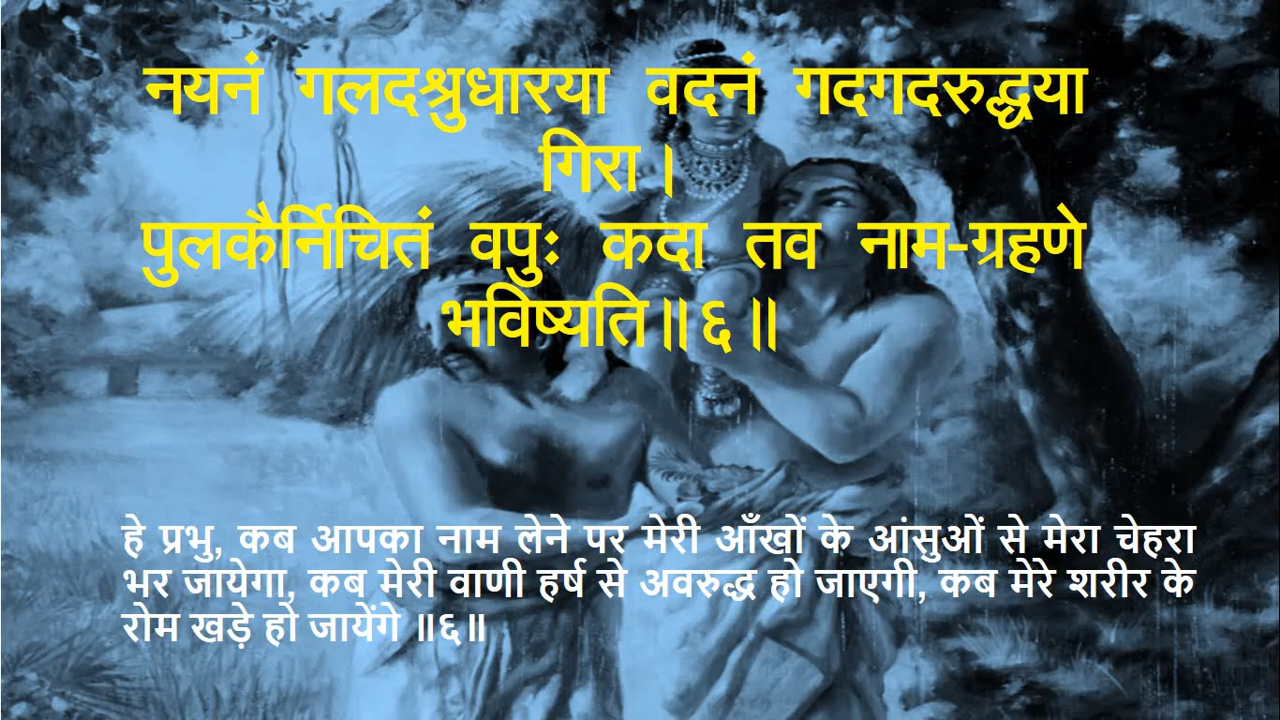 नयनं गलदश्रुधारया वदनं गदगदरुद्धया
गिरा।
पुलकैर्निचितं वपुः कदा तव नाम-ग्रहणे
भविष्यति॥६॥
हे प्रभु, कब आपका नाम लेने पर मेरी आँखों के आंसुओं से मेरा चेहरा
भर जायेगा, कब मेरी वाणी हर्ष से अवरुद्ध हो जाएगी, कब मेरे शरीर के
रोम खड़े हो जायेंगे ॥६॥